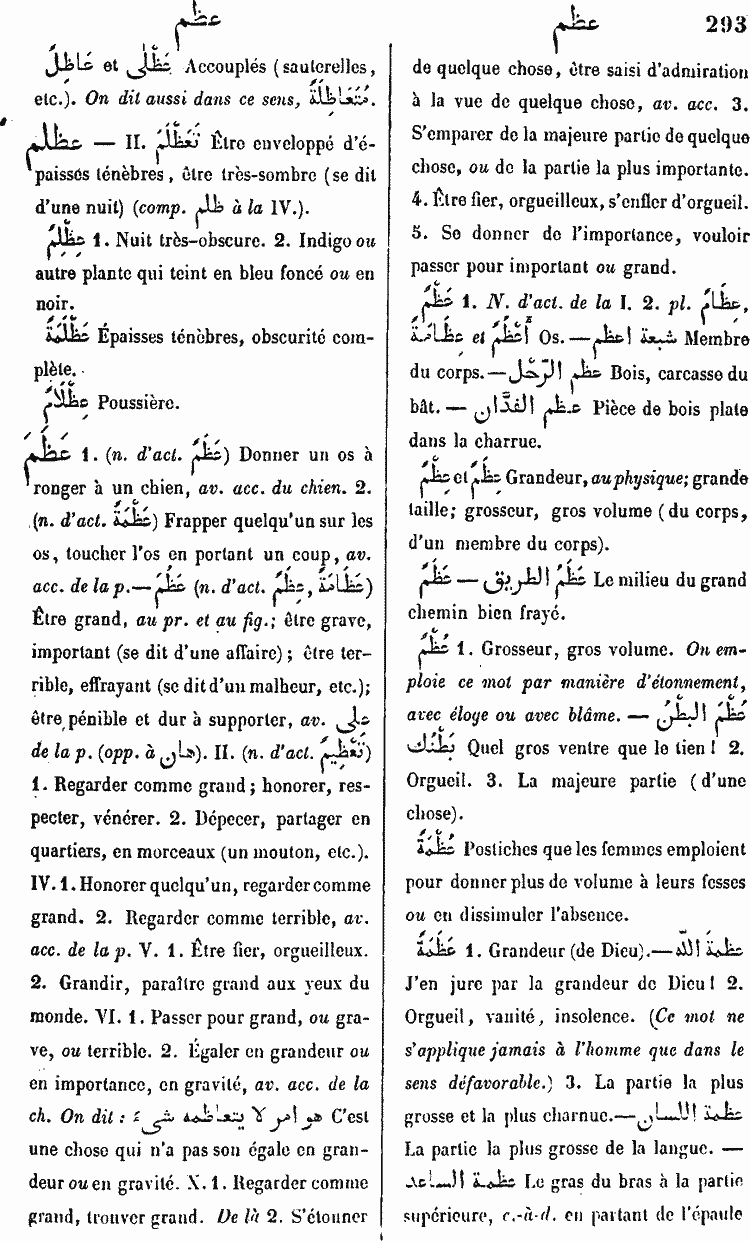 عظم
عظم 293
عَظْلَى et عَاظِلٌ Accouplés (sauterelles,
etc.). On dit aussi dans ce sens, مُتَعَاظِلَةٌ.
عظلم — II. تَعَظْلَمَ Être enveloppé d'é-
paisses ténèbres, être très-sombre (se dit
d'une nuit) (comp. ظلم à la IV.).
عِظْلِمٌ 1. Nuit très-obscure. 2. Indigo ou
autre plante qui teint en bleu foncé ou en
noir.
عَظْلَمَةٌ Épaisses ténèbres, obscurité com-
plète.
عِظْلَامٌ Poussière.
عَظَمَ 1. (n. d'act. عَظْمٌ) Donner un os à
ronger à un chien, av. acc. du chien. 2.
(n. d'act. عَظْمَةٌ) Frapper quelqu'un sur les
os, toucher l'os en portant un coup, av.
acc. de la p.— عَظُمَ (n. d'act. عِظَمٌ, عَظَامَةٌ)
Être grand, au pr. et au fig.; être grave,
important (se dit d'une affaire); être ter-
rible, effrayant (se dit d'un malheur, etc.);
être pénible et dur à supporter, av. على
de la p. (opp. à هان). II. (n. d'act. تَعْظِيمٌ)
1. Regarder comme grand; honorer, res-
pecter, vénérer. 2. Dépecer, partager en
quartiers, en morceaux (un mouton, etc.).
IV. 1. Honorer quelqu'un, regarder comme
grand. 2. Regarder comme terrible, av.
acc. de la p. V. 1. Être fier, orgueilleux.
2. Grandir, paraître grand aux yeux du
monde. VI. 1. Passer pour grand, ou gra-
ve, ou terrible. 2. Égaler en grandeur ou
en importance, en gravité, av. acc. de la
ch. On dit : هو امر لا يتعاظمه شىء C'est
une chose qui n'a pas son égale en gran-
deur ou en gravité. X. 1. Regarder comme
grand, trouver grand. De là 2. S'étonner
de quelque chose, être saisi d'admiration
à la vue de quelque chose, av. acc. 3.
S'emparer de la majeure partie de quelque
chose, ou de la partie la plus importante.
4. Être fier, orgueilleux, s'enfler d'orgueil.
5. Se donner de l'importance, vouloir
passer pour important ou grand.
عَظْمٌ 1. N. d'act. de la I. 2. pl. عِظَامٌ,
عِظَامَةٌ et أَعْظُمٌ Os. — اعظم Membre
du corps.— عظم الرَّحْل Bois, carcasse du
bât. — عظم الفدَّان Pièce de bois plate
dans la charrue.
عِظَمٌ et عُظْمٌ Grandeur, au physique; grande
taille; grosseur, gros volume (du corps,
d'un membre du corps).
عَظْمٌ — عَظْمُ الطريق Le milieu du grand
chemin bien frayé.
عُظْمٌ 1. Grosseur, gros volume. On em-
ploie ce mot par manière d'étonnement,
avec éloge ou avec blâme. — عُظْمَ البَطْنُ
بَطْنُكَ Quel gros ventre que le tien! 2.
Orgueil. 3. La majeure partie (d'une
chose).
عُظْمَةٌ Postiches que les femmes emploient
pour donner plus de volume à leurs fesses
ou en dissimuler l'absence.
عَظَمَةٌ 1. Grandeur (de Dieu).— عظمةَ اللّه
J'en jure par la grandeur de Dieu! 2.
Orgueil, vanité, insolence. (Ce mot ne
s'applique jamais à l'homme que dans le
sens défavorable.) 3. La partie la plus
grosse et la plus charnue.— عظمة اللسان
La partie la plus grosse de la langue. —
عظمة الساعد Le gras du bras à la partie
supérieure, c.-à-d. en partant de l'épaule